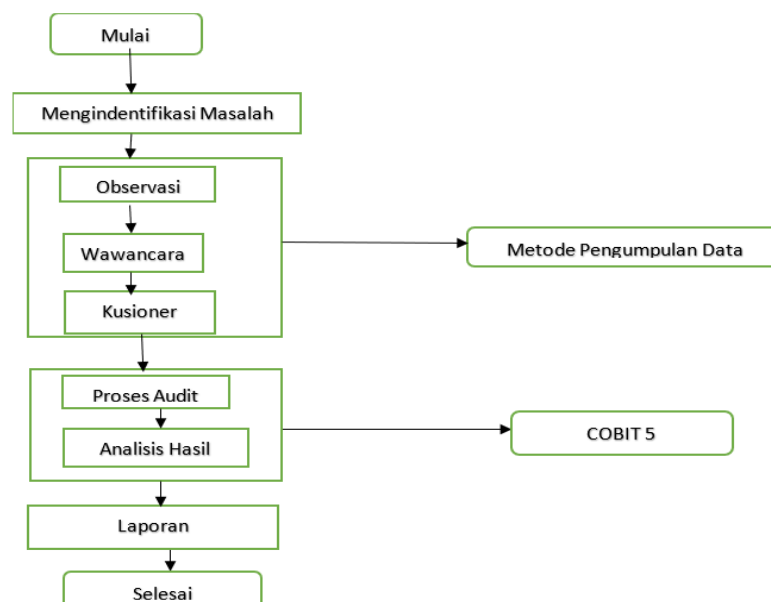 Mulai
Mengindentifikasi Masalah
Observasi
Wawancara
Metode Pengumpulan Data
Kusioner
Proses Audit
Analisis Hasil
COBIT 5
Laporan
Selesai